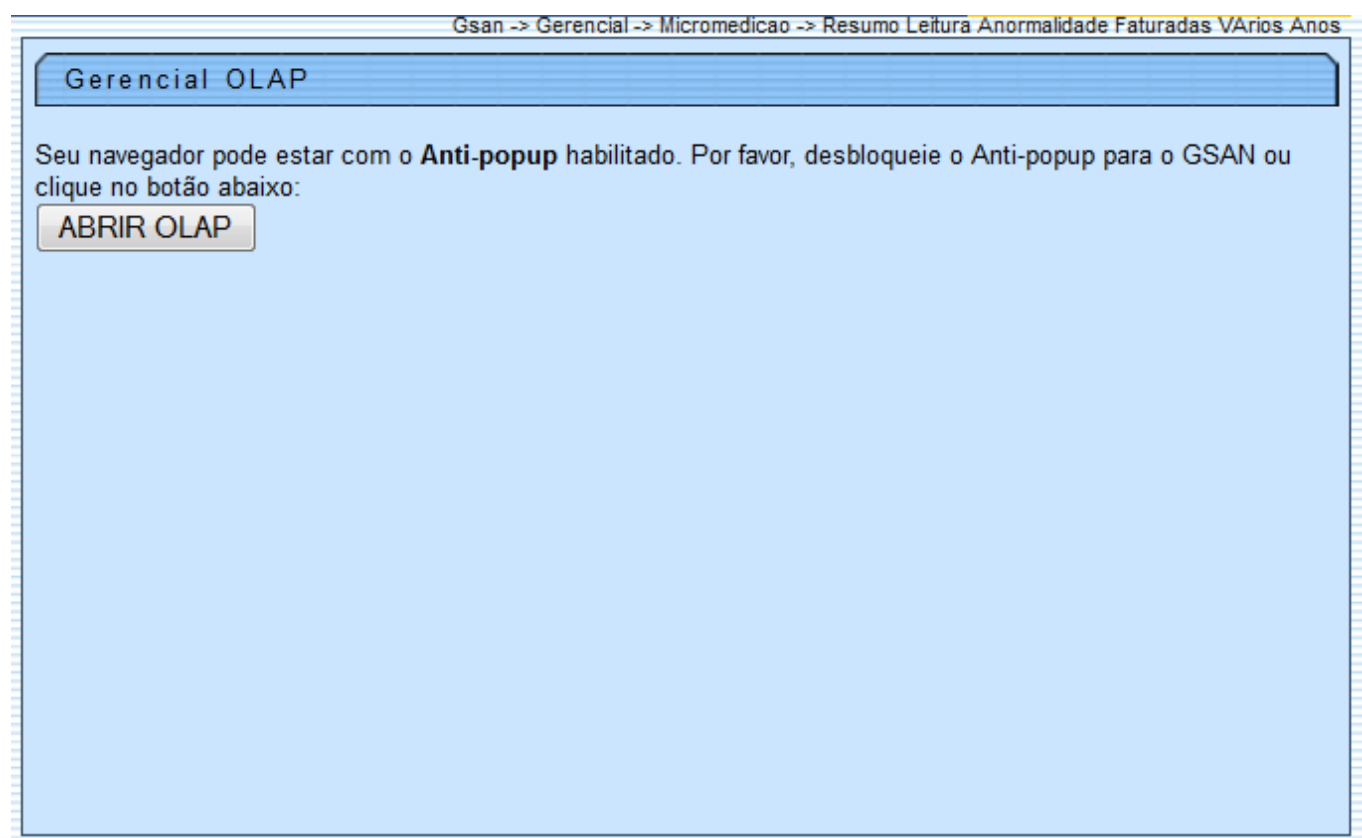 Gsan -> Gerencial -> Micromedicao -> Resumo Leitura Anormalidade Faturadas VArios Anos
Gerencial OLAP
Seu navegador pode estar com o Anti-popup habilitado. Por favor, desbloqueie o Anti-popup para o GSAN ou
clique no botão abaixo:
ABRIR OLAP